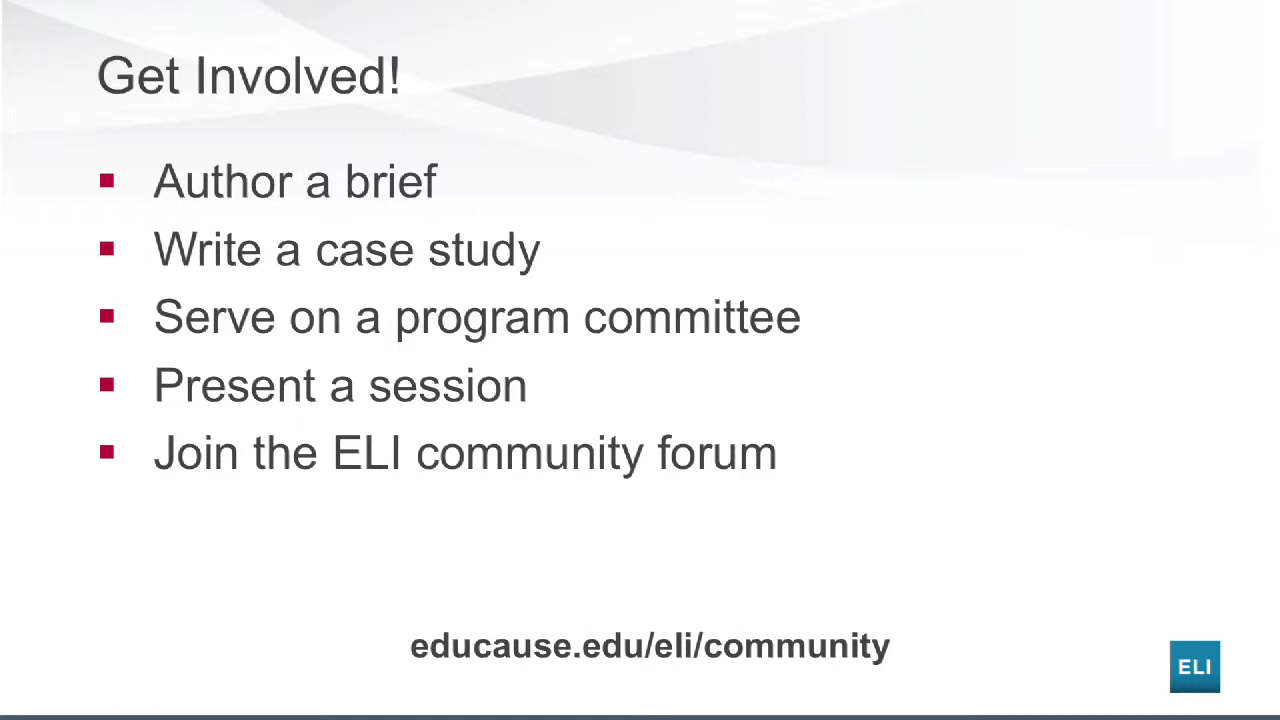 Get Involved!
Author a brief
Write a case study
Serve on a program committee
Present a session
Join the ELI community forum
educause.edu/eli/community
ELI